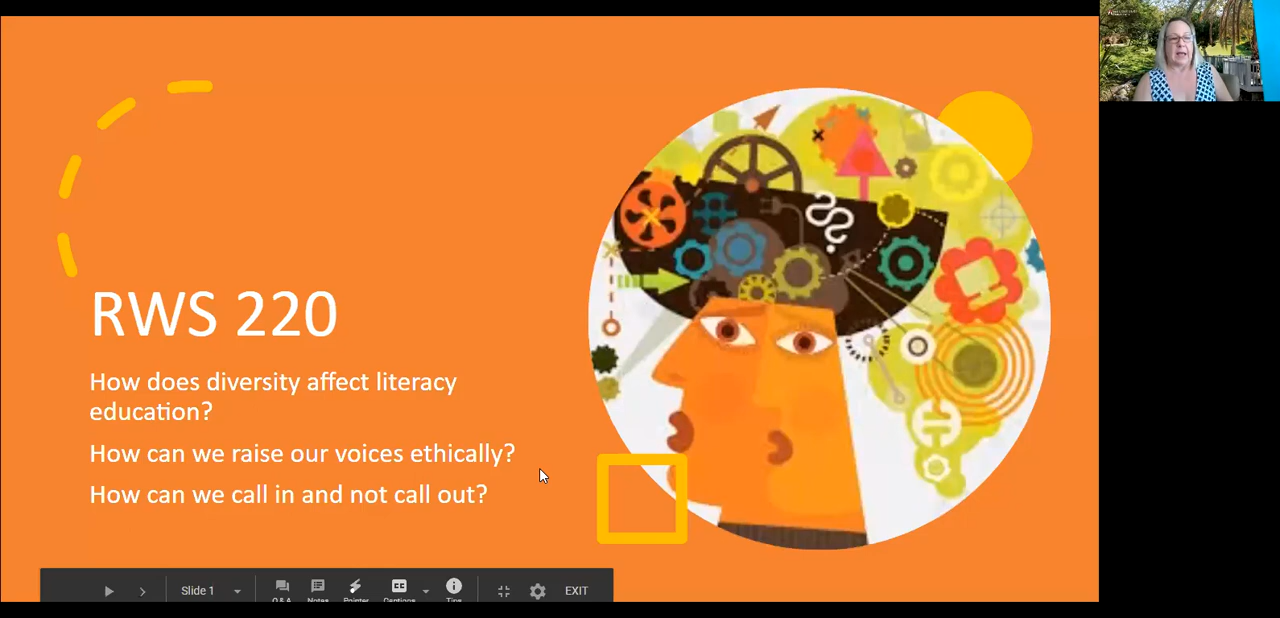 RWS 220
How does diversity affect literacy
education?
How can we raise our voices ethically?
How can we call in and not call out?
Slide 1
Notes
Pointer
Captions
EXIT